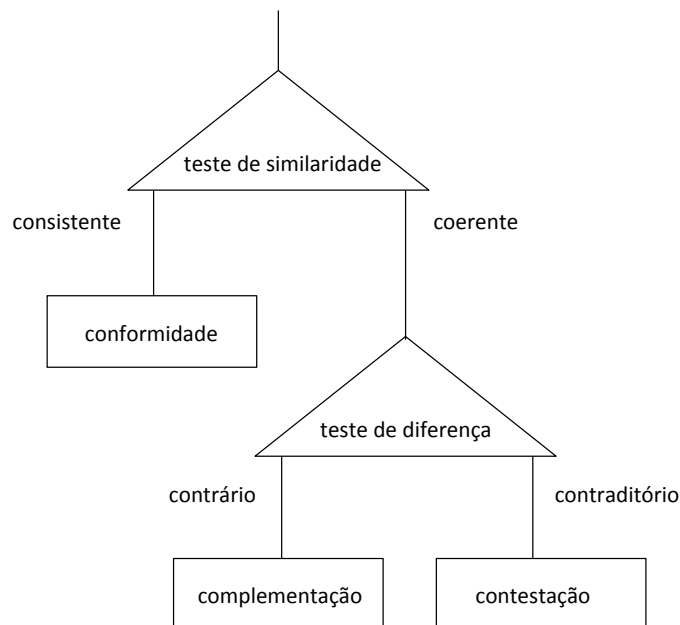 teste de similaridade
consistente
coerente
conformidade
teste de diferença
contrário
contraditório
complementação
contestação